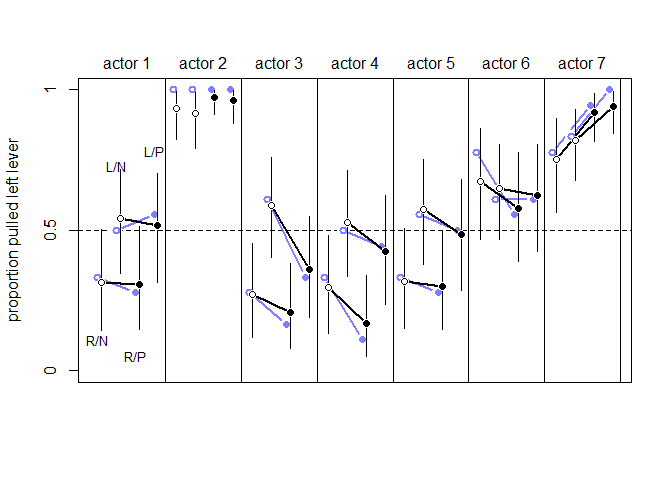 actor 1 actor 2 actor 3 actor 4 actor 5 actor 6 actor 7
proportion pulled left lever
1
0.5
0
L/P
L/N
R/N
R/P